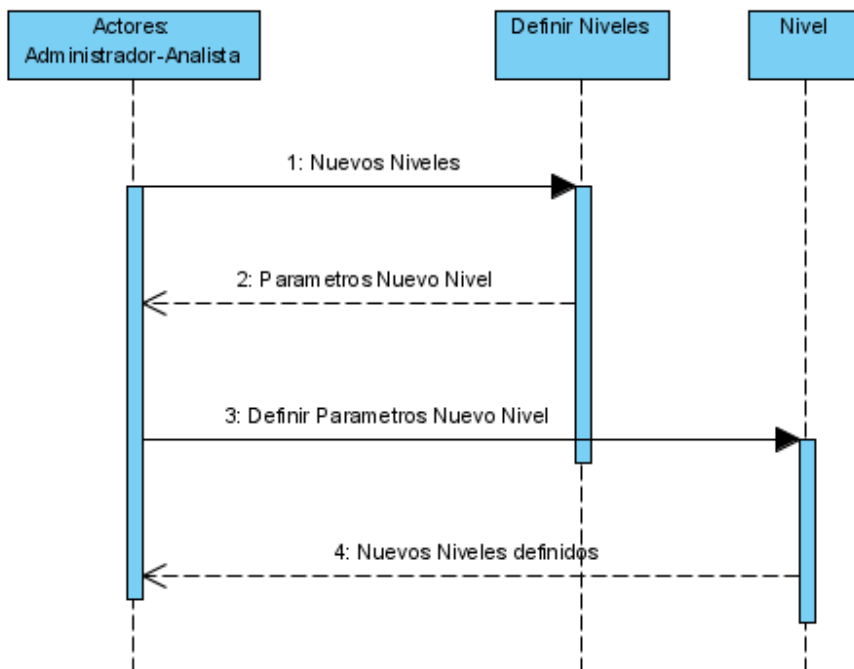 Actores:
Administrador-Analista
Definir Niveles
Nivel
1: Nuevos Niveles
2: Parametros Nuevo Nivel
3: Definir Parametros Nuevo Nivel
4: Nuevos Niveles definidos